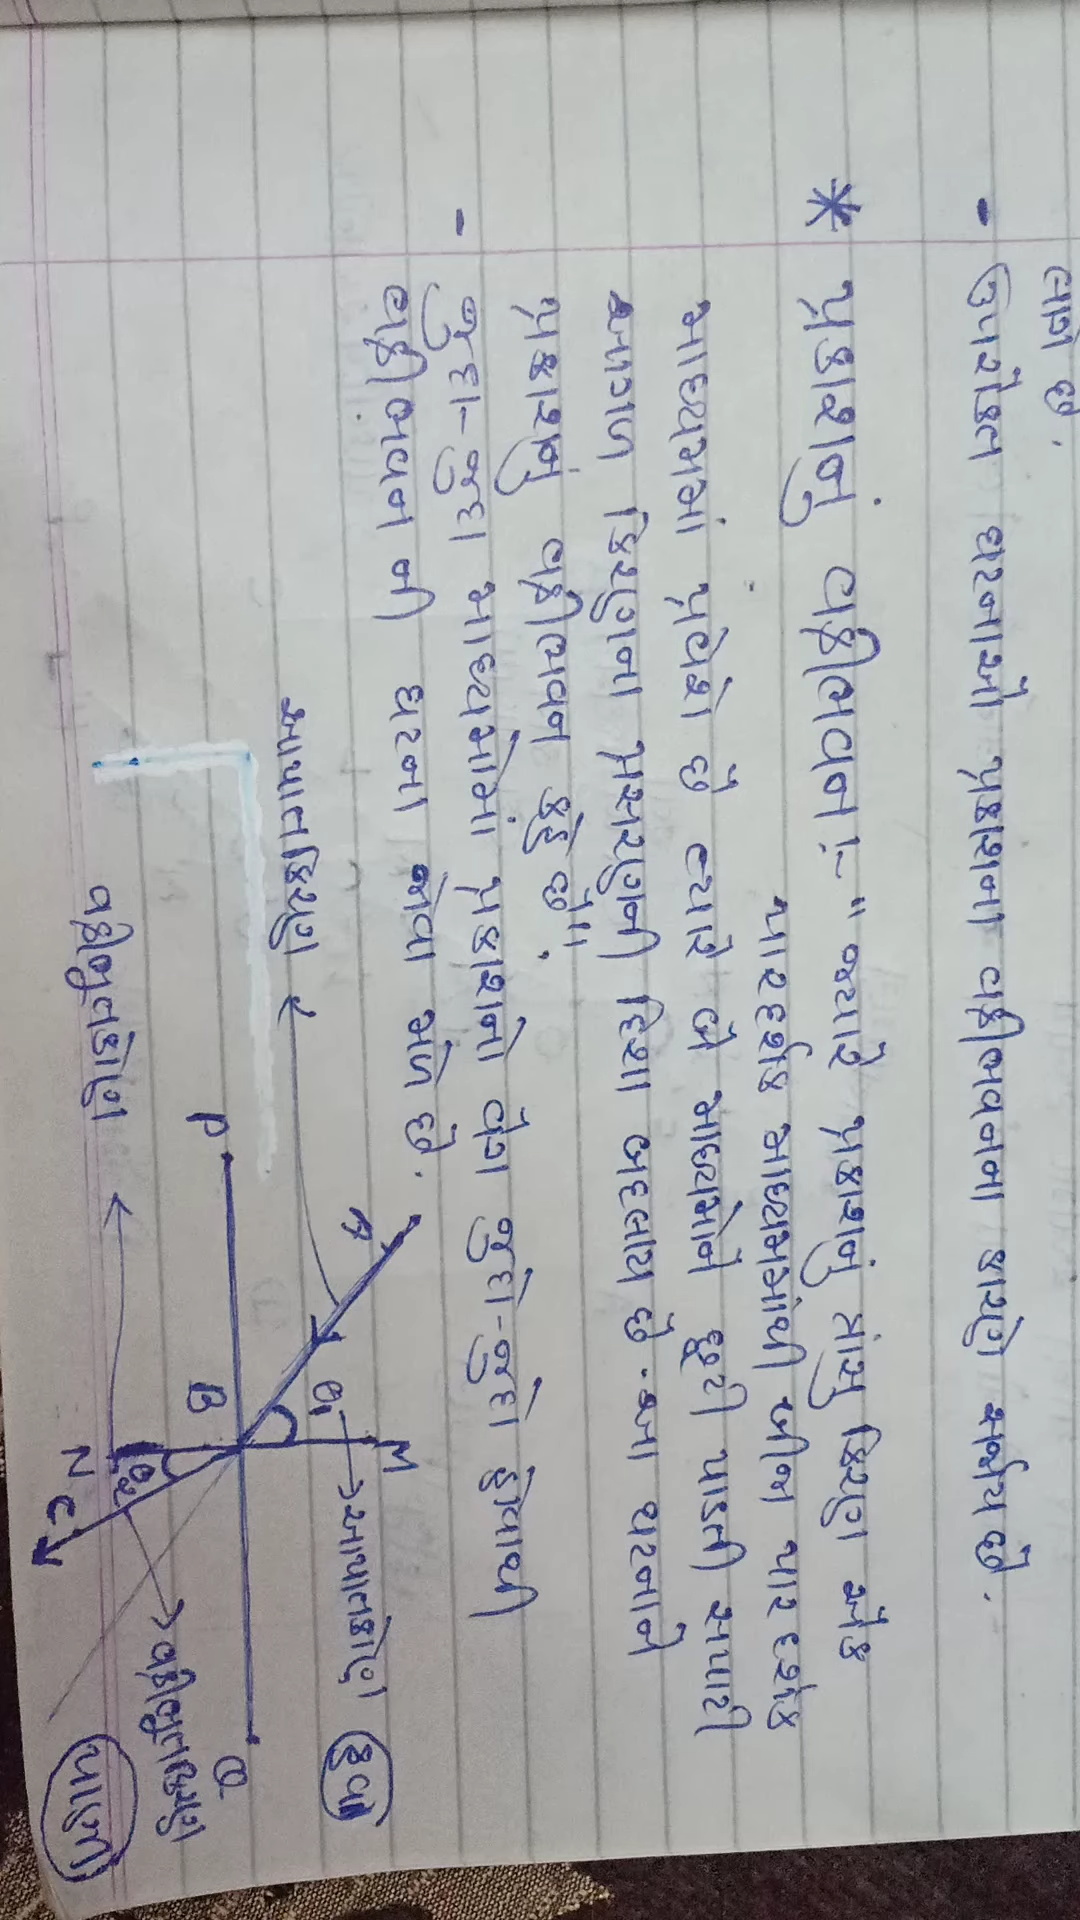 લાગે છે.
- ઉપરોક્ત ઘટનાઓ પ્રકાશના વક્રીભવનના કારણે સર્જાય છે.
* પ્રકાશનું વક્રીભવન :- "જ્યારે પ્રકાશનું ત્રાંસુ કિરણ એક
પારદર્શક માધ્યમમાંથી બીજા પારદર્શક
માધ્યમમાં પ્રવેશે છે ત્યારે બે માધ્યમોને છૂટી પાડતી સપાટી
આગળ કિરણના પ્રસરણની દિશા બદલાય છે. આ ઘટનાને
પ્રકાશનું વક્રીભવન કહે છે".
- જુદા-જુદા માધ્યમોમાં પ્રકાશનો વેગ જુદો-જુદો હોવાથી
વક્રીભવન ની ઘટના જોવા મળે છે.
આપાતકિરણ
A
M
θ₁
આપાતકોણ
હવા
P
B
Q
વક્રીભુતકોણ
N
θ₂
C
વક્રીભુતકિરણ
પાણી